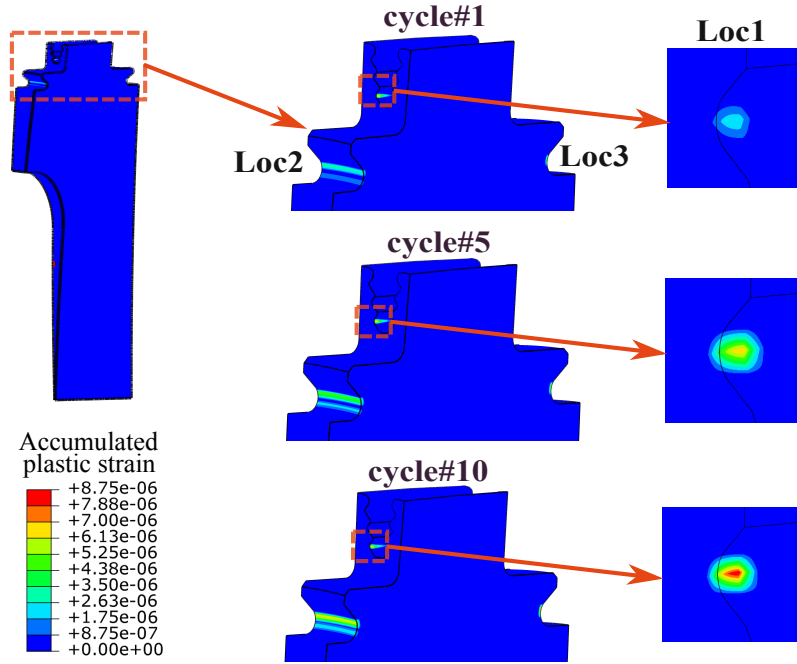 cycle#1
Loc1
Loc2
Loc3
cycle#5
cycle#10
Accumulated
plastic strain
+8.75e-06
+7.88e-06
+7.00e-06
+6.13e-06
+5.25e-06
+4.38e-06
+3.50e-06
+2.63e-06
+1.75e-06
+8.75e-07
+0.00e+00